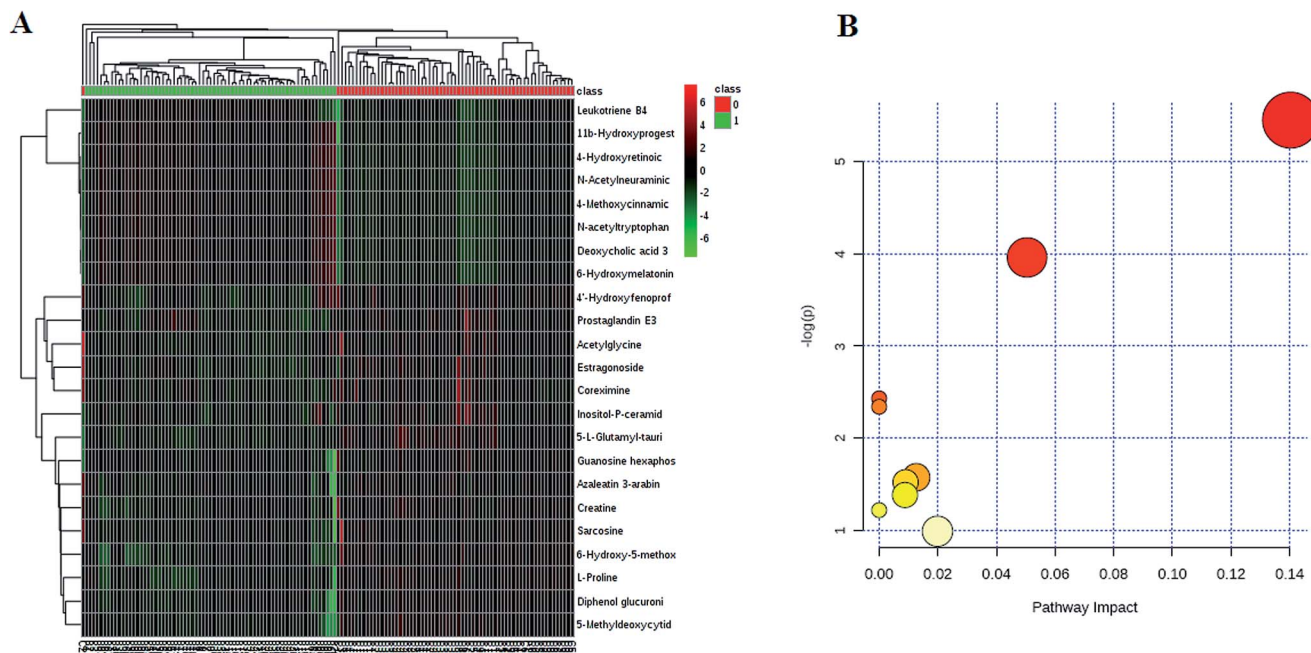 A
B
class
Leukotriene B4
11b-Hydroxyprogest
4-Hydroxyretinoic
N-Acetylneuraminic
4-Methoxycinnamic
N-acetyltryptophan
Deoxycholic acid 3
6-Hydroxymelatonin
4'-Hydroxyfenoprof
Prostaglandin E3
Acetylglycine
Estragonoside
Coreximine
Inositol-P-ceramid
5-L-Glutamyl-tauri
Guanosine hexaphos
Azaleatin 3-arabin
Creatine
Sarcosine
6-Hydroxy-5-methox
L-Proline
Diphenol glucuroni
5-Methyldeoxycytid
6
4
2
0
-2
-4
-6
class
0
1
-log(p)
5
4
3
2
1
0.00 0.02 0.04 0.06 0.08 0.10 0.12 0.14
Pathway Impact